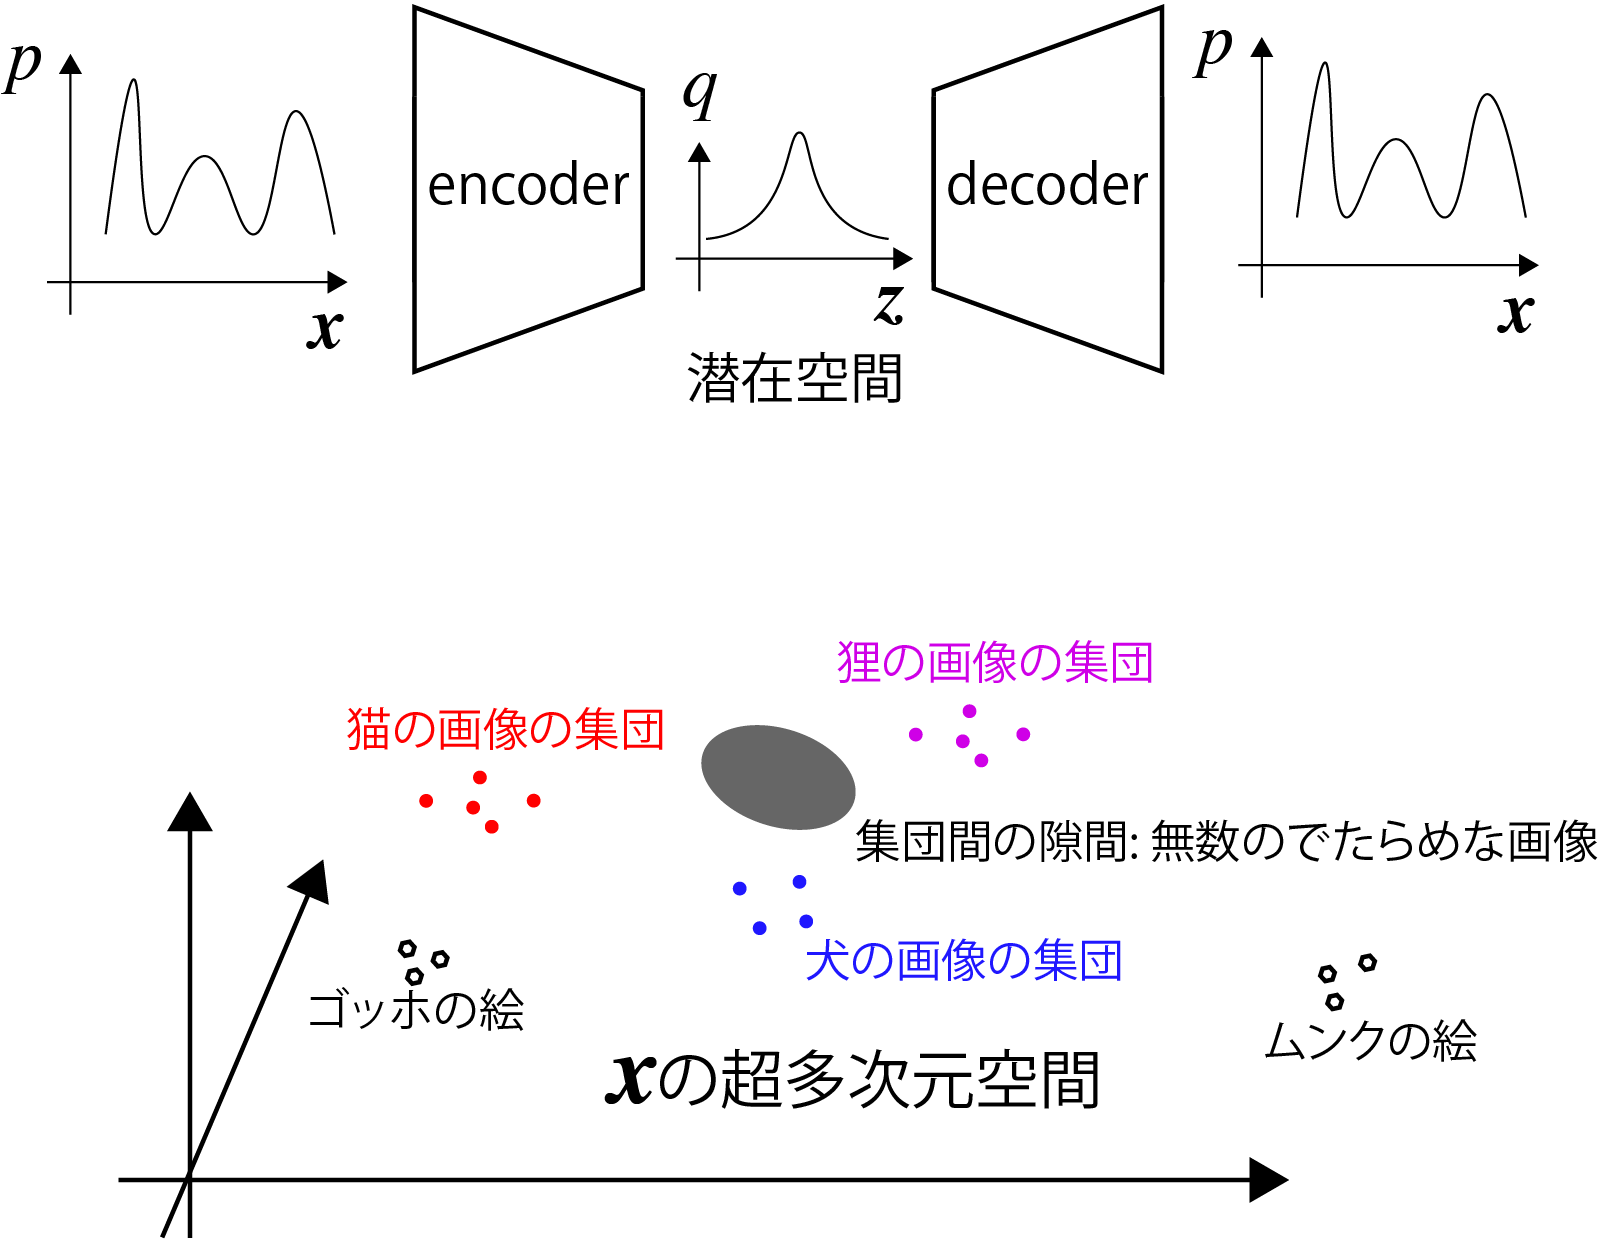 p
x
encoder
q
z
潜在空間
decoder
p
x
狸の画像の集団
猫の画像の集団
集団間の隙間: 無数のでたらめな画像
犬の画像の集団
ゴッホの絵
ムンクの絵
xの超多次元空間